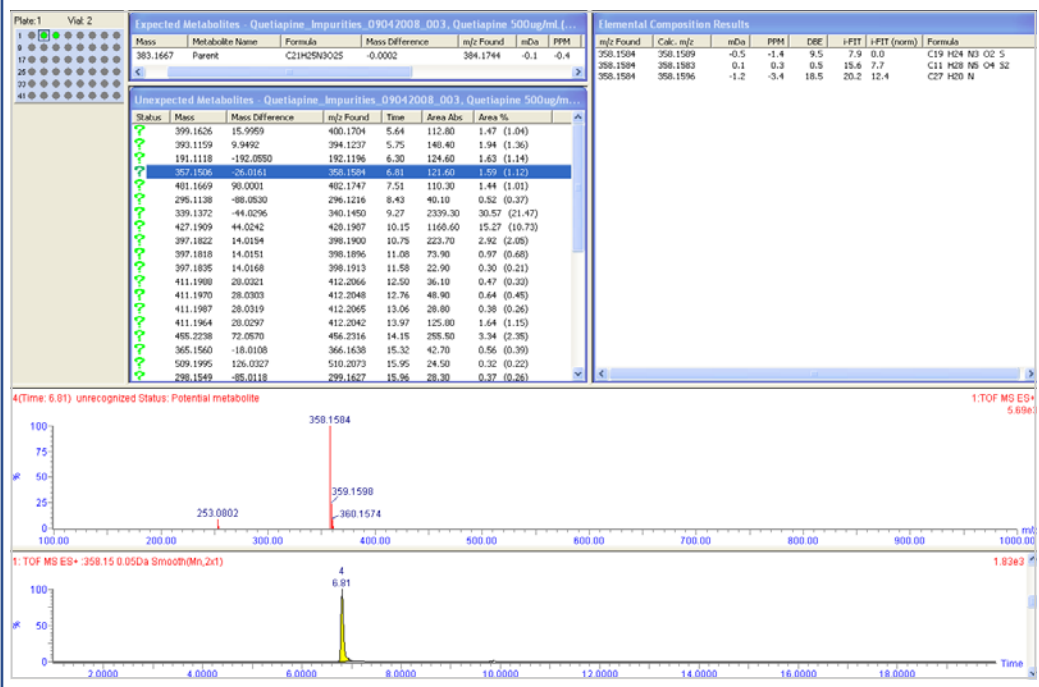 Plate: 1 Vial: 2
1
9
17
25
33
41
Expected Metabolites - Quetiapine_Impurities_09042008_003, Quetiapine 500ug/mL (...
Mass Metabolite Name Formula Mass Difference m/z Found mDa PPM
383.1667 Parent C21H25N3O2S -0.0002 384.1744 -0.1 -0.4
Unexpected Metabolites - Quetiapine_Impurities_09042008_003, Quetiapine 500ug/m...
Status Mass Mass Difference m/z Found Time Area Abs Area %
? 399.1626 15.9959 400.1704 5.64 112.80 1.47 (1.04)
? 393.1159 9.9492 394.1237 5.75 148.40 1.94 (1.36)
? 191.1118 -192.0550 192.1196 6.30 124.60 1.63 (1.14)
? 357.1506 -26.0161 358.1584 6.81 121.60 1.59 (1.12)
? 481.1669 98.0001 482.1747 7.51 110.30 1.44 (1.01)
? 295.1138 -88.0530 296.1216 8.43 40.10 0.52 (0.37)
? 339.1372 -44.0296 340.1450 9.27 2339.30 30.57 (21.47)
? 427.1909 44.0242 428.1987 10.15 1168.60 15.27 (10.73)
? 397.1822 14.0154 398.1900 10.75 223.70 2.92 (2.05)
? 397.1818 14.0151 398.1896 11.08 73.90 0.97 (0.68)
? 397.1835 14.0168 398.1913 11.58 22.90 0.30 (0.21)
? 411.1988 28.0321 412.2066 12.50 36.10 0.47 (0.33)
? 411.1970 28.0303 412.2048 12.76 48.90 0.64 (0.45)
? 411.1987 28.0319 412.2065 13.06 28.80 0.38 (0.26)
? 411.1964 28.0297 412.2042 13.97 125.80 1.64 (1.15)
? 455.2238 72.0570 456.2316 14.15 255.50 3.34 (2.35)
? 365.1560 -18.0108 366.1638 15.32 42.70 0.56 (0.39)
? 509.1995 126.0327 510.2073 15.95 24.50 0.32 (0.22)
? 298.1549 -85.0118 299.1627 15.96 28.30 0.37 (0.26)
Elemental Composition Results
m/z Found Calc. m/z mDa PPM DBE i-FIT i-FIT (norm) Formula
358.1584 358.1589 -0.5 -1.4 9.5 7.9 0.0 C19 H24 N3 O2 S
358.1584 358.1583 0.1 0.3 0.5 15.6 7.7 C11 H28 N5 O4 S2
358.1584 358.1596 -1.2 -3.4 18.5 20.2 12.4 C27 H20 N
4(Time: 6.81) unrecognized Status: Potential metabolite 1:TOF MS ES+
5.69e3
358.1584
359.1598
360.1574
253.0802
100
75
50
25
0
%
100.00 200.00 300.00 400.00 500.00 600.00 700.00 800.00 900.00 1000.00
m/z
1: TOF MS ES+ :358.15 0.05Da Smooth(Mn,2x1) 1.83e3
4
6.81
100
50
0
%
2.0000 4.0000 6.0000 8.0000 10.0000 12.0000 14.0000 16.0000 18.0000
Time